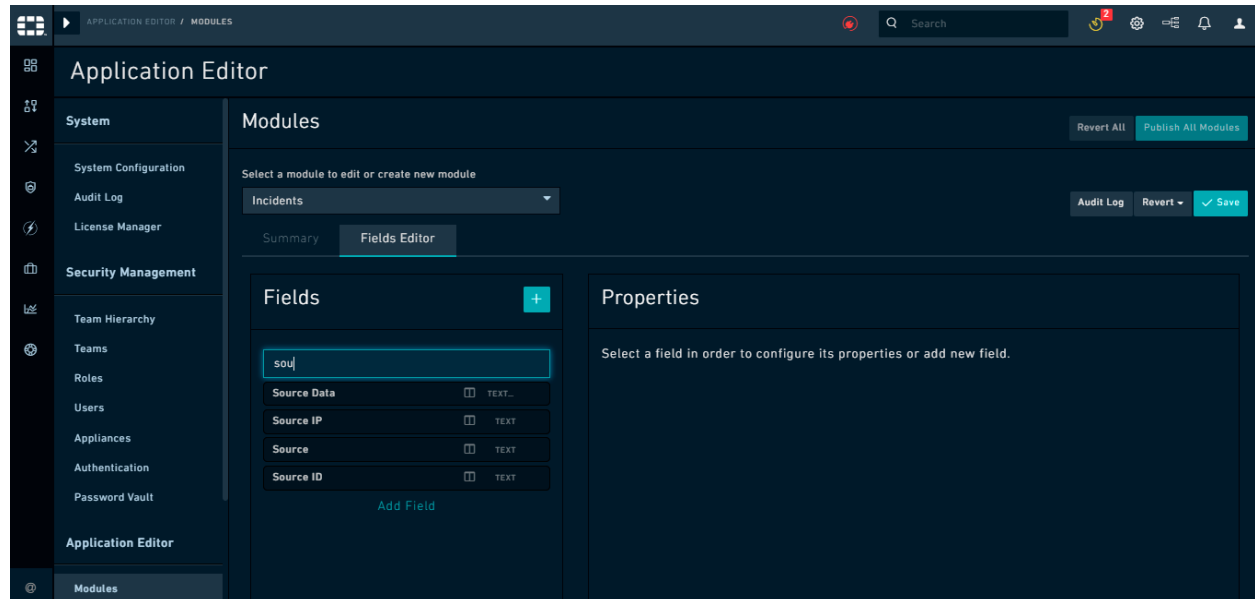 APPLICATION EDITOR / MODULES
Search
2
Application Editor
System
System Configuration
Audit Log
License Manager
Security Management
Team Hierarchy
Teams
Roles
Users
Appliances
Authentication
Password Vault
Application Editor
Modules
@
Modules
Revert All
Publish All Modules
Select a module to edit or create new module
Incidents
Audit Log
Revert
Save
Summary
Fields Editor
Fields
+
sou
Source Data TEXT…
Source IP TEXT
Source TEXT
Source ID TEXT
Add Field
Properties
Select a field in order to configure its properties or add new field.